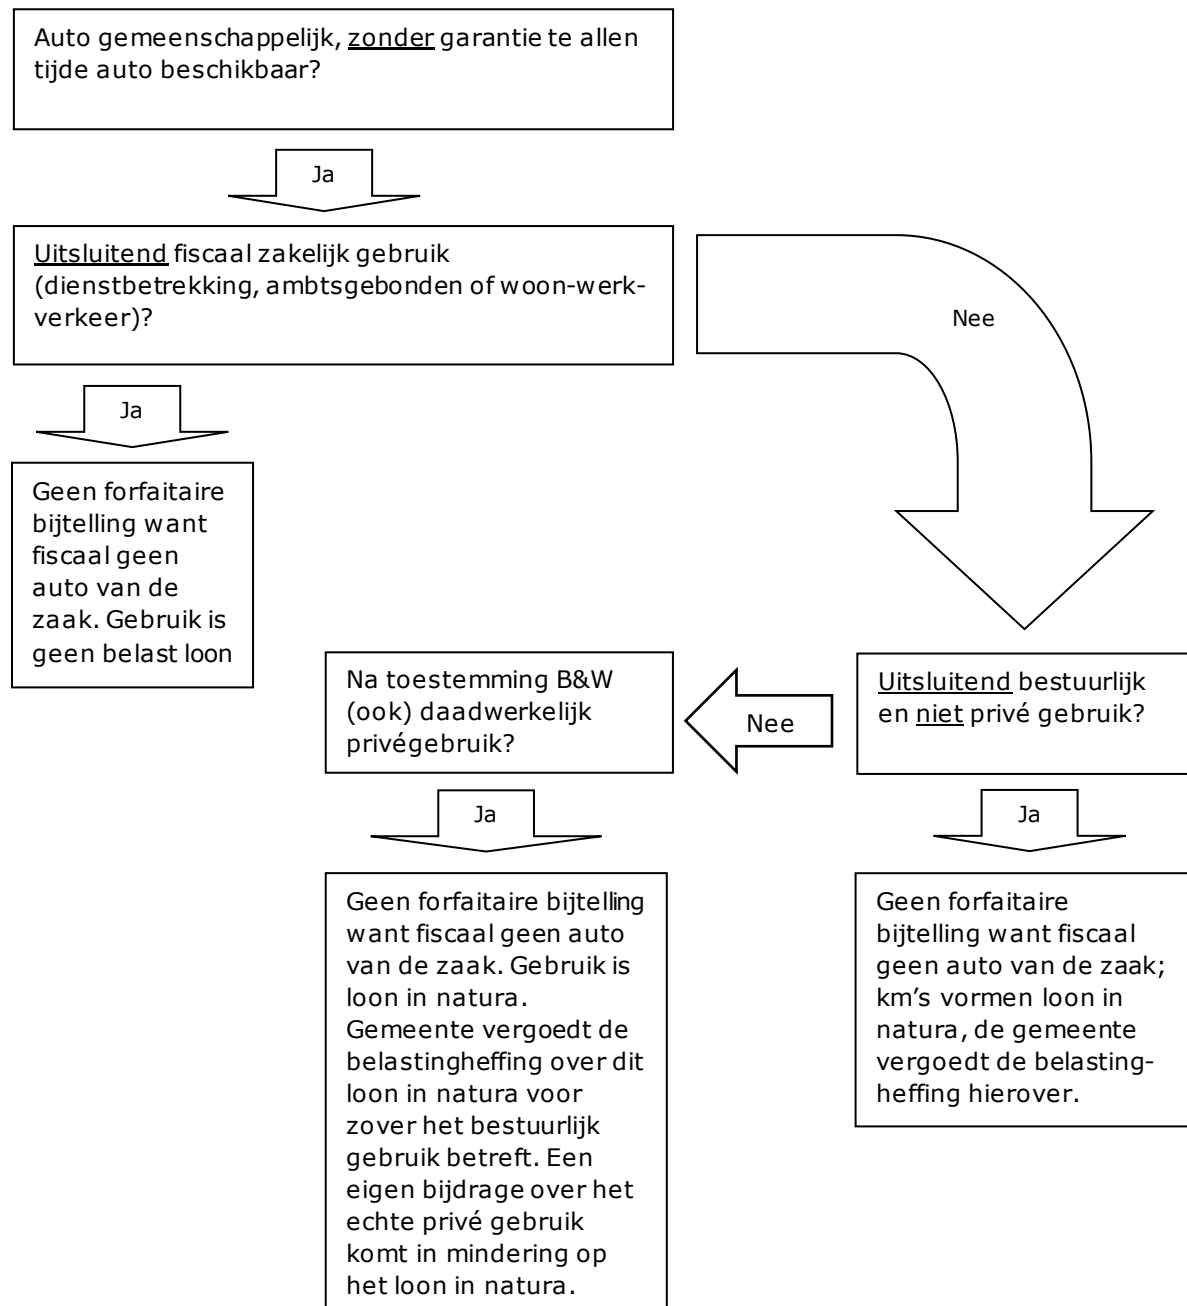 Auto gemeenschappelijk, zonder garantie te allen
tijde auto beschikbaar?
Ja
Uitsluitend fiscaal zakelijk gebruik
(dienstbetrekking, ambtsgebonden of woon-werk-
verkeer)?
Nee
Ja
Geen forfaitaire
bijtelling want
fiscaal geen
auto van de
zaak. Gebruik is
geen belast loon
Uitsluitend bestuurlijk
en niet privé gebruik?
Nee
Na toestemming B&W
(ook) daadwerkelijk
privégebruik?
Ja
Geen forfaitaire bijtelling
want fiscaal geen auto
van de zaak. Gebruik is
loon in natura.
Gemeente vergoedt de
belastingheffing over dit
loon in natura voor
zover het bestuurlijk
gebruik betreft. Een
eigen bijdrage over het
echte privé gebruik
komt in mindering op
het loon in natura.
Ja
Geen forfaitaire
bijtelling want fiscaal
geen auto van de zaak;
km's vormen loon in
natura, de gemeente
vergoedt de belasting-
heffing hierover.